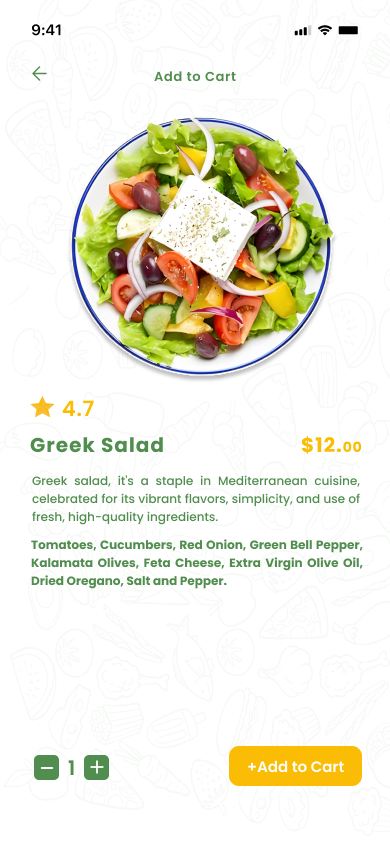 9:41
Add to Cart
4.7
Greek Salad
$12.00
Greek salad, it's a staple in Mediterranean cuisine,
celebrated for its vibrant flavors, simplicity, and use of
fresh, high-quality ingredients.
Tomatoes, Cucumbers, Red Onion, Green Bell Pepper,
Kalamata Olives, Feta Cheese, Extra Virgin Olive Oil,
Dried Oregano, Salt and Pepper.
1
+Add to Cart